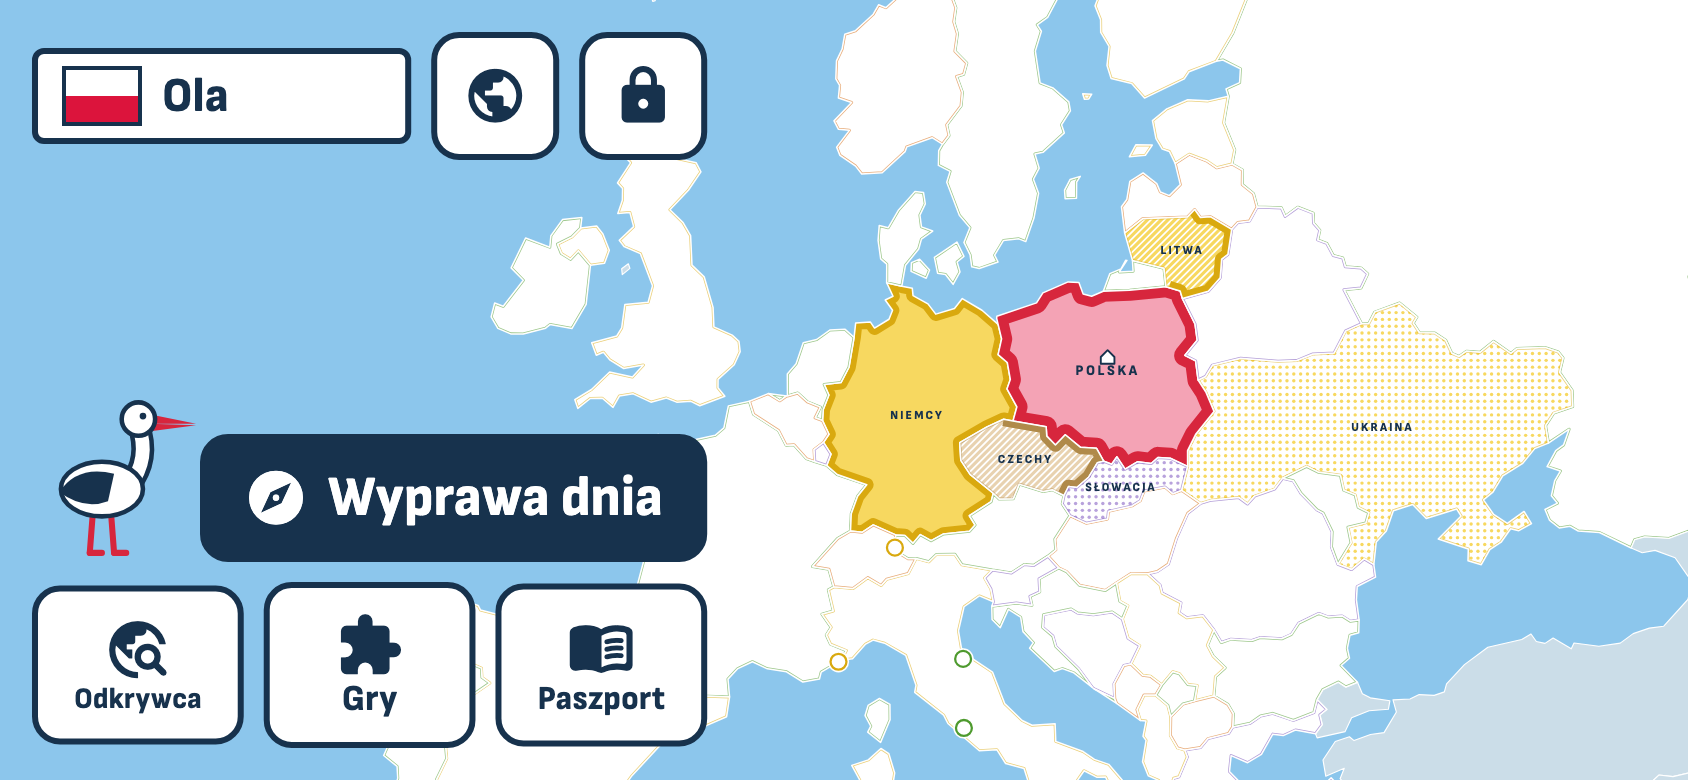 Ola
LITWA
POLSKA
NIEMCY
UKRAINA
CZECHY
SŁOWACJA
Wyprawa dnia
Odkrywca
Gry
Paszport